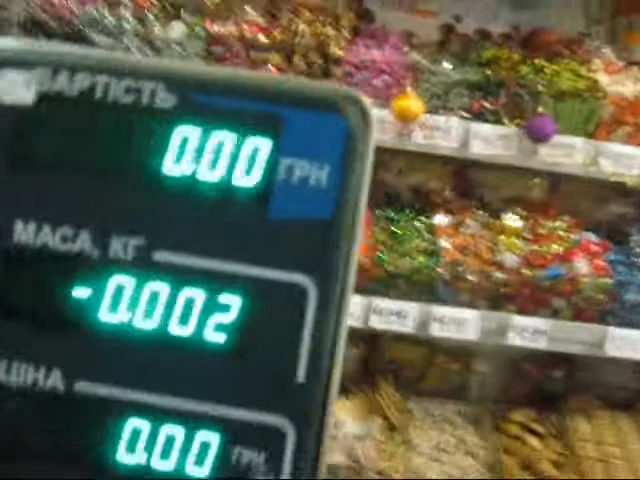 ВАРТІСТЬ
0.00 ГРН
МАСА, КГ
-0.002
ЦІНА
0.00 ГРН